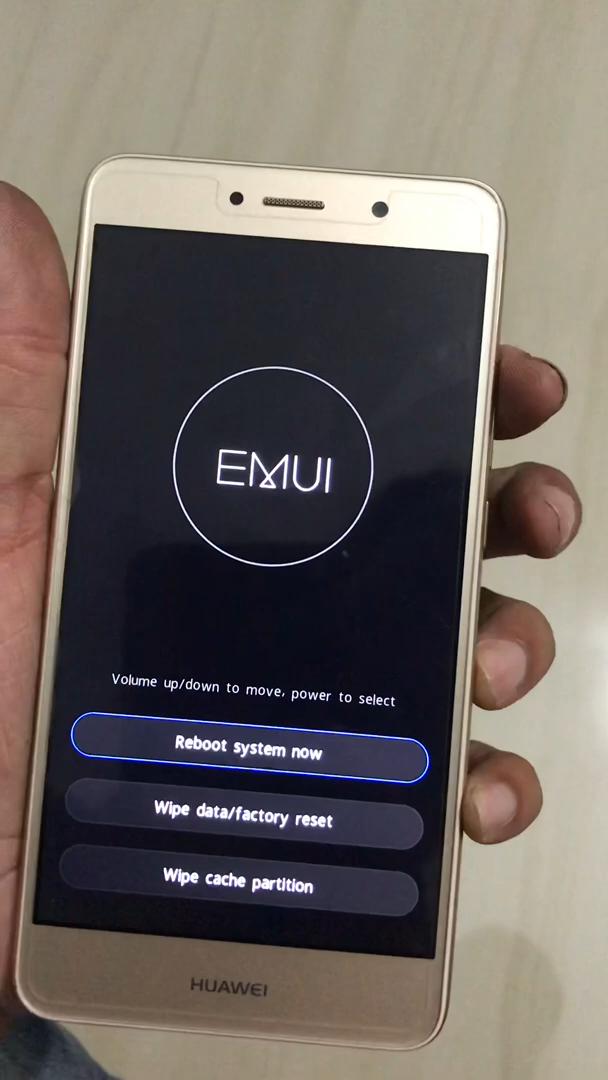 EMUI
Volume up/down to move, power to select
Reboot system now
Wipe data/factory reset
Wipe cache partition
HUAWEI